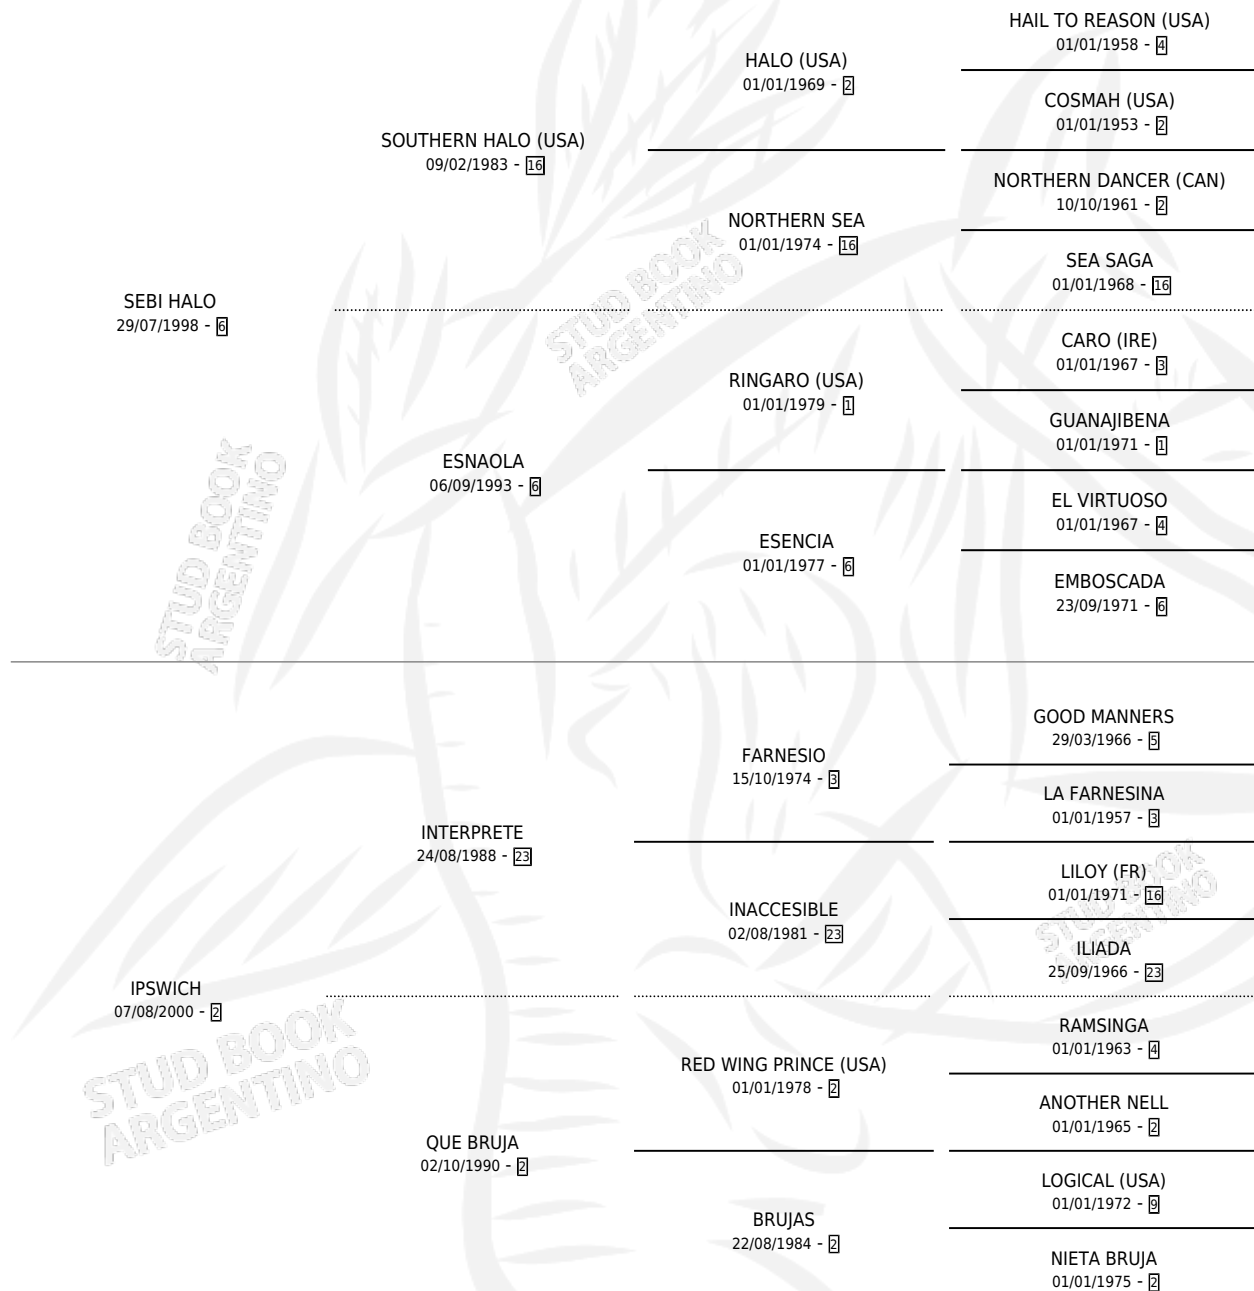 HAIL TO REASON (USA)
01/01/1958 - 4
HALO (USA)
01/01/1969 - 2
COSMAH (USA)
01/01/1953 - 2
SOUTHERN HALO (USA)
09/02/1983 - 16
NORTHERN DANCER (CAN)
10/10/1961 - 2
NORTHERN SEA
01/01/1974 - 16
SEA SAGA
01/01/1968 - 16
SEBI HALO
29/07/1998 - 6
STUD BOOK
ARGENTINO
CARO (IRE)
01/01/1967 - 3
RINGARO (USA)
01/01/1979 - 1
GUANAJIBENA
01/01/1971 - 1
ESNAOLA
06/09/1993 - 6
EL VIRTUOSO
01/01/1967 - 4
ESENCIA
01/01/1977 - 6
EMBOSCADA
23/09/1971 - 6
STUD BOOK
ARGENTINO
GOOD MANNERS
29/03/1966 - 5
FARNESIO
15/10/1974 - 3
LA FARNESINA
01/01/1957 - 3
INTERPRETE
24/08/1988 - 23
LILOY (FR)
01/01/1971 - 16
INACCESIBLE
02/08/1981 - 23
ILIADA
25/09/1966 - 23
STUD BOOK
ARGENTINO
IPSWICH
07/08/2000 - 2
STUD BOOK
ARGENTINO
RAMSINGA
01/01/1963 - 4
RED WING PRINCE (USA)
01/01/1978 - 2
ANOTHER NELL
01/01/1965 - 2
QUE BRUJA
02/10/1990 - 2
LOGICAL (USA)
01/01/1972 - 9
BRUJAS
22/08/1984 - 2
NIETA BRUJA
01/01/1975 - 2